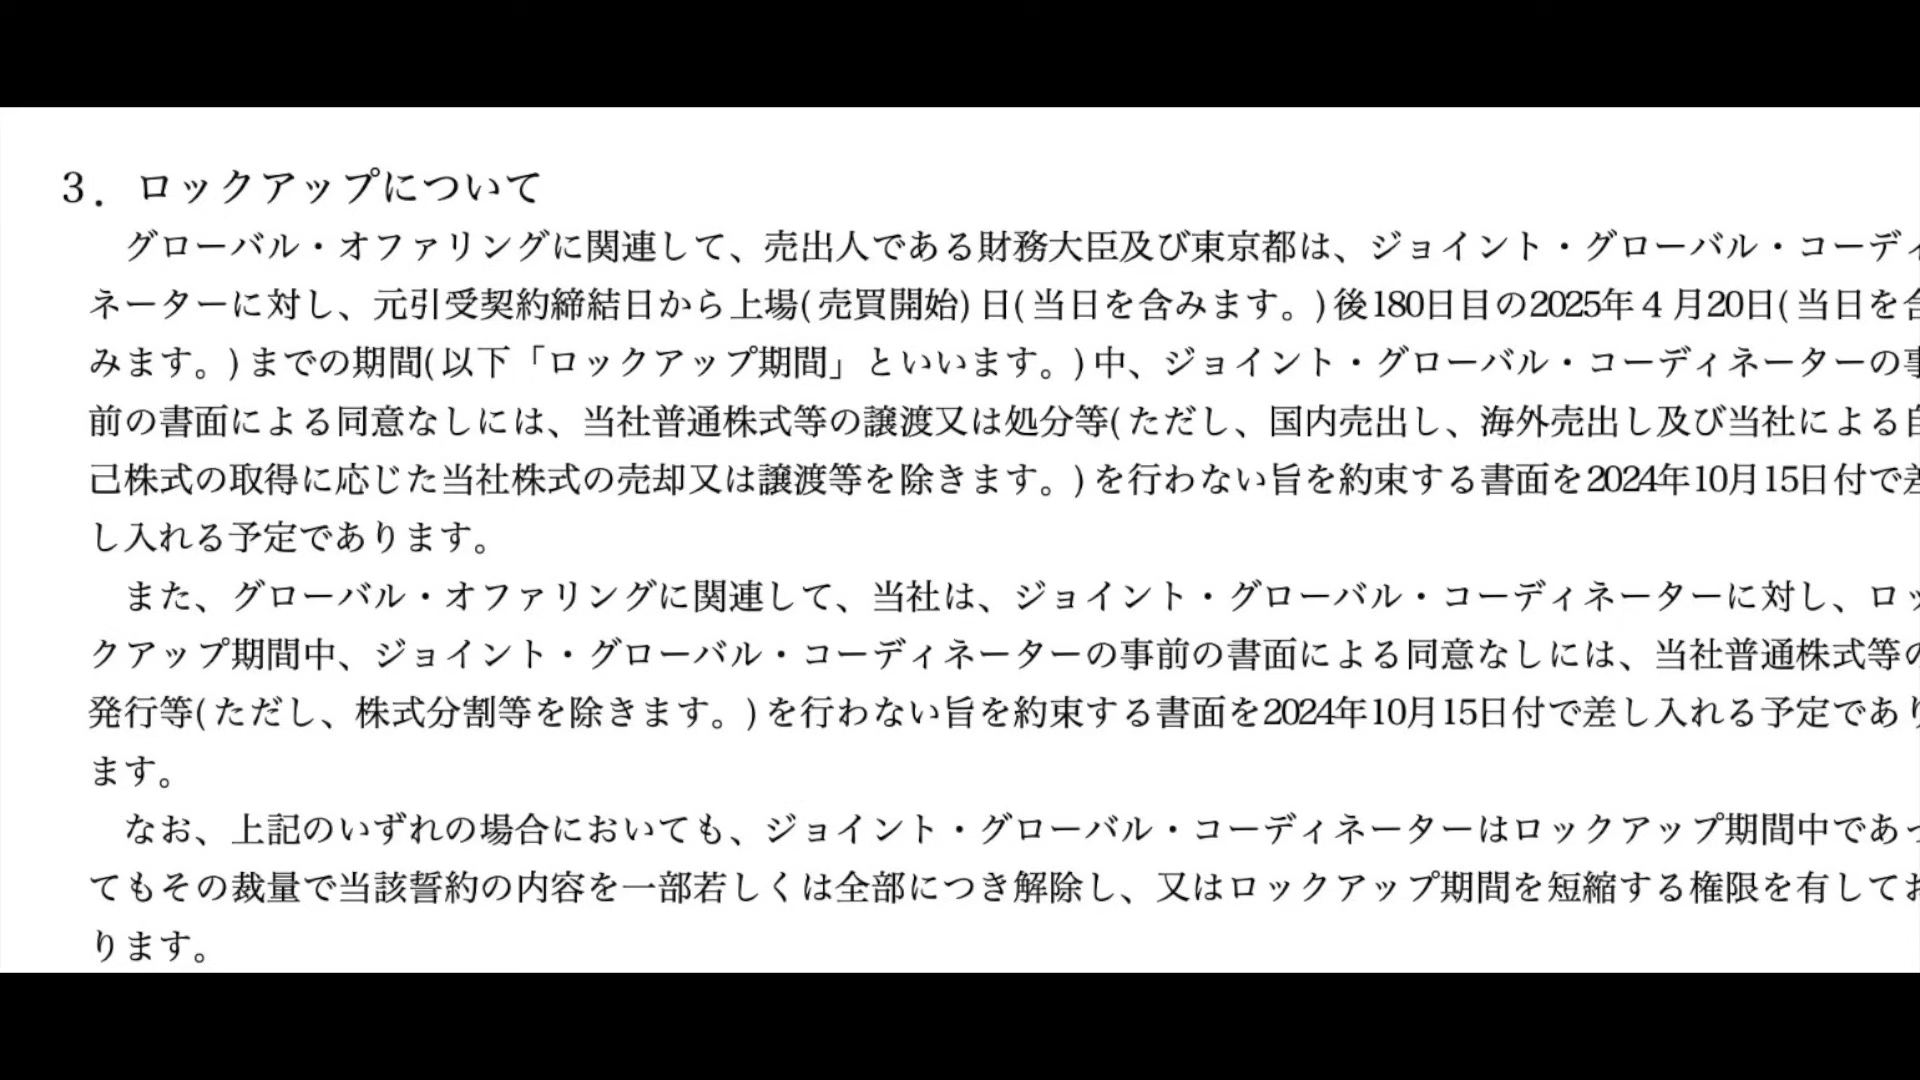 ３．ロックアップについて
グローバル・オファリングに関連して、売出人である財務大臣及び東京都は、ジョイント・グローバル・コーディ
ネーターに対し、元引受契約締結日から上場(売買開始)日(当日を含みます。)後180日目の2025年４月20日(当日を含
みます。)までの期間(以下「ロックアップ期間」といいます。)中、ジョイント・グローバル・コーディネーターの事
前の書面による同意なしには、当社普通株式等の譲渡又は処分等(ただし、国内売出し、海外売出し及び当社による自
己株式の取得に応じた当社株式の売却又は譲渡等を除きます。)を行わない旨を約束する書面を2024年10月15日付で差
し入れる予定であります。
また、グローバル・オファリングに関連して、当社は、ジョイント・グローバル・コーディネーターに対し、ロッ
クアップ期間中、ジョイント・グローバル・コーディネーターの事前の書面による同意なしには、当社普通株式等の
発行等(ただし、株式分割等を除きます。)を行わない旨を約束する書面を2024年10月15日付で差し入れる予定であり
ます。
なお、上記のいずれの場合においても、ジョイント・グローバル・コーディネーターはロックアップ期間中であっ
てもその裁量で当該誓約の内容を一部若しくは全部につき解除し、又はロックアップ期間を短縮する権限を有してお
ります。